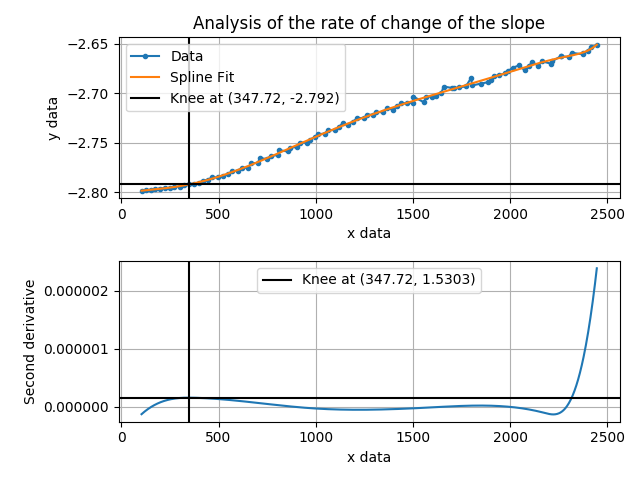 Analysis of the rate of change of the slope
−2.65
−2.70
−2.75
−2.80
y data
Data
Spline Fit
Knee at (347.72, -2.792)
0
500
1000
1500
2000
2500
x data
0.000002
0.000001
0.000000
Second derivative
Knee at (347.72, 1.5303)
0
500
1000
1500
2000
2500
x data